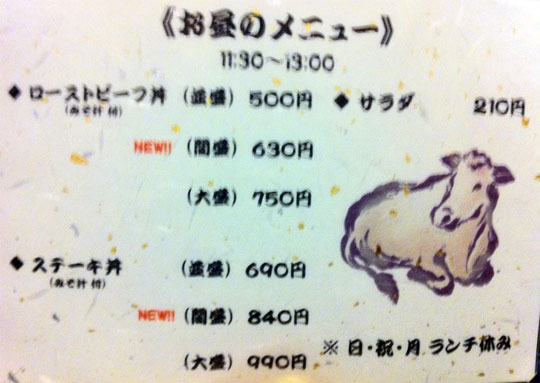 《お昼のメニュー》
11:30～13:00
◆ ローストビーフ丼 (並盛) 500円
(みそ汁 付)
NEW!! (間盛) 630円
(大盛) 750円
◆ ステーキ丼 (並盛) 690円
(みそ汁 付)
NEW!! (間盛) 840円
(大盛) 990円
◆ サラダ 210円
※ 日・祝・月 ランチ休み